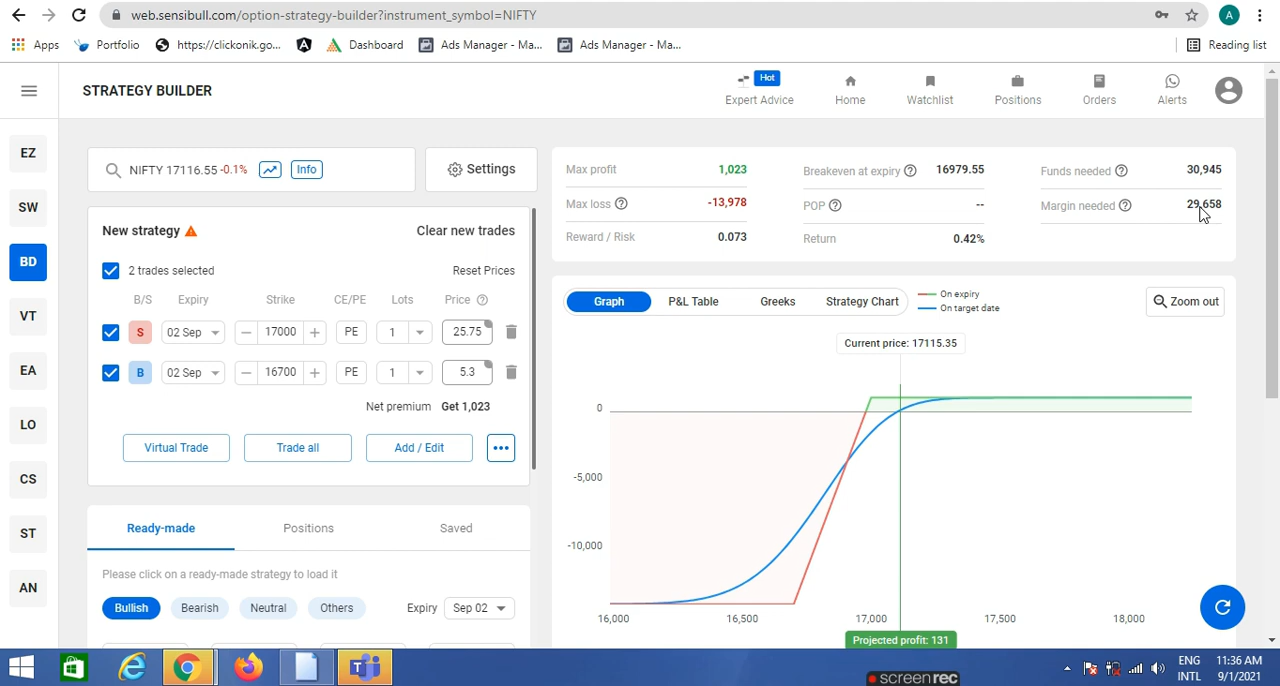 web.sensibull.com/option-strategy-builder?instrument_symbol=NIFTY
A
Apps Portfolio https://clickonik.go... Dashboard Ads Manager - Ma... Ads Manager - Ma... Reading list
STRATEGY BUILDER
Hot
Expert Advice Home Watchlist Positions Orders Alerts
EZ
SW
BD
VT
EA
LO
CS
ST
AN
NIFTY 17116.55 -0.1% Info
Settings
New strategy Clear new trades
2 trades selected Reset Prices
B/S Expiry Strike CE/PE Lots Price
S 02 Sep 17000 PE 1 25.75
B 02 Sep 16700 PE 1 5.3
Net premium Get 1,023
Virtual Trade Trade all Add / Edit
Ready-made Positions Saved
Please click on a ready-made strategy to load it
Bullish Bearish Neutral Others Expiry Sep 02
Max profit 1,023
Max loss -13,978
Reward / Risk 0.073
Breakeven at expiry 16979.55
POP --
Return 0.42%
Funds needed 30,945
Margin needed 29,658
Graph P&L Table Greeks Strategy Chart
On expiry
On target date
Zoom out
Current price: 17115.35
0
-5,000
-10,000
16,000 16,500 17,000 17,500 18,000
Projected profit: 131
screenrec
ENG
INTL
11:36 AM
9/1/2021